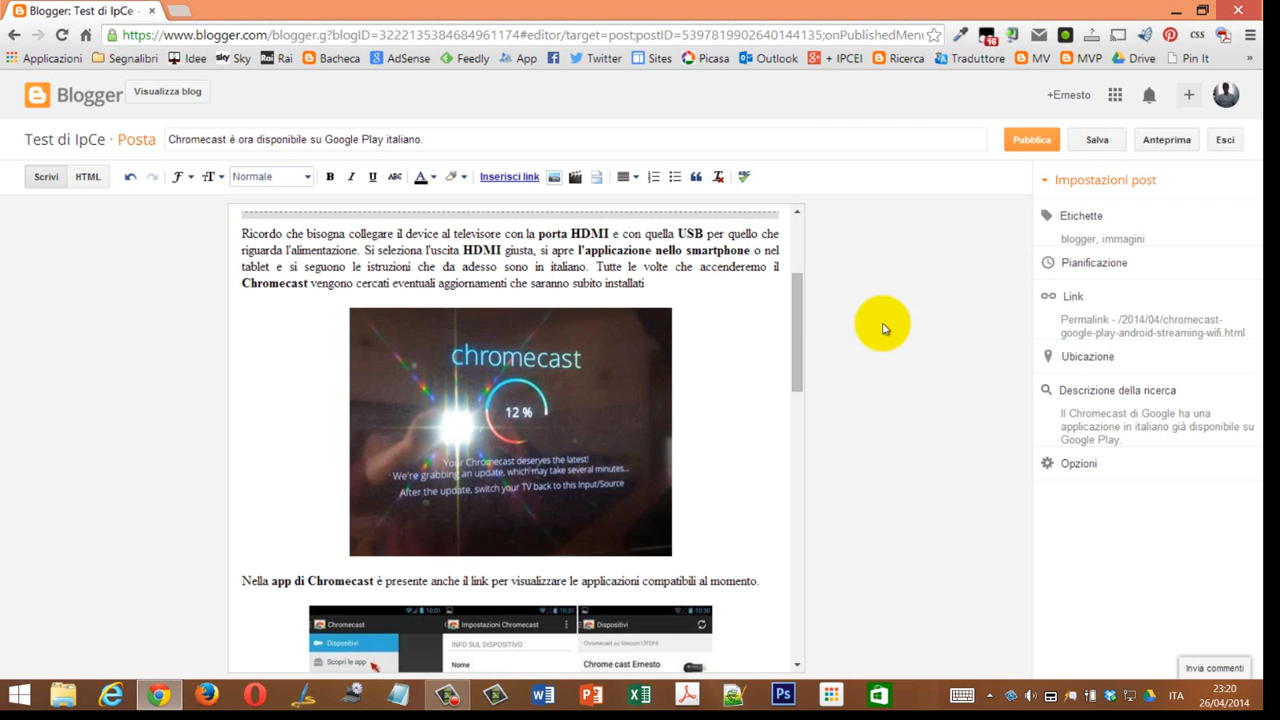 Blogger: Test di IpCe -
https://www.blogger.com/blogger.g?blogID=3222135384684961174#editor/target=post;postID=5397819902640144135;onPublishedMenu
16
CSS
Applicazioni Segnalibri Idee Sky Rai Bacheca AdSense Feedly App Twitter Sites Picasa Outlook + IPCEI Ricerca Traduttore MV MVP Drive Pin It »
Blogger Visualizza blog +Ernesto
Test di IpCe · Posta Chromecast è ora disponibile su Google Play italiano. Pubblica Salva Anteprima Esci
Scrivi HTML Normale B I U ABC A Inserisci link
Impostazioni post
Etichette
blogger, immagini
Pianificazione
Link
Permalink - /2014/04/chromecast-
google-play-android-streaming-wifi.html
Ubicazione
Descrizione della ricerca
Il Chromecast di Google ha una
applicazione in italiano già disponibile su
Google Play.
Opzioni
Ricordo che bisogna collegare il device al televisore con la porta HDMI e con quella USB per quello che
riguarda l'alimentazione. Si seleziona l'uscita HDMI giusta, si apre l'applicazione nello smartphone o nel
tablet e si seguono le istruzioni che da adesso sono in italiano. Tutte le volte che accenderemo il
Chromecast vengono cercati eventuali aggiornamenti che saranno subito installati
chromecast
12 %
Your Chromecast deserves the latest!
We're grabbing an update, which may take several minutes...
After the update, switch your TV back to this Input/Source
Nella app di Chromecast è presente anche il link per visualizzare le applicazioni compatibili al momento.
10:01 10:31 10:30
Chromecast Impostazioni Chromecast Dispositivi
Dispositivi INFO SUL DISPOSITIVO
Scopri le app Nome Chrome cast Ernesto
Invia commenti
Ps ITA 23:20
26/04/2014